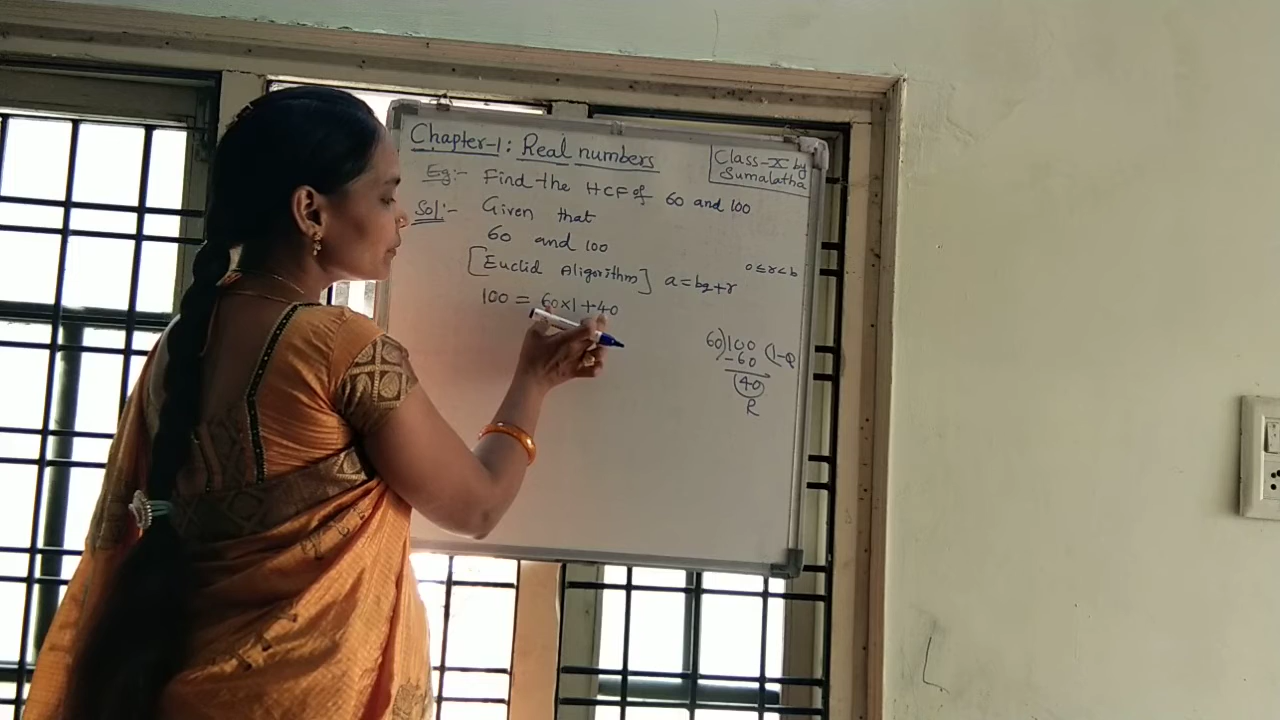 Chapter-1: Real numbers
Class-X by
Sumalatha
Eg:- Find the HCF of 60 and 100
Sol:- Given that
60 and 100
[Euclid Aligorithm] a = bq+r
0≤r<b
100 = 60×1+40
60)100(1-Q
-60
40
R